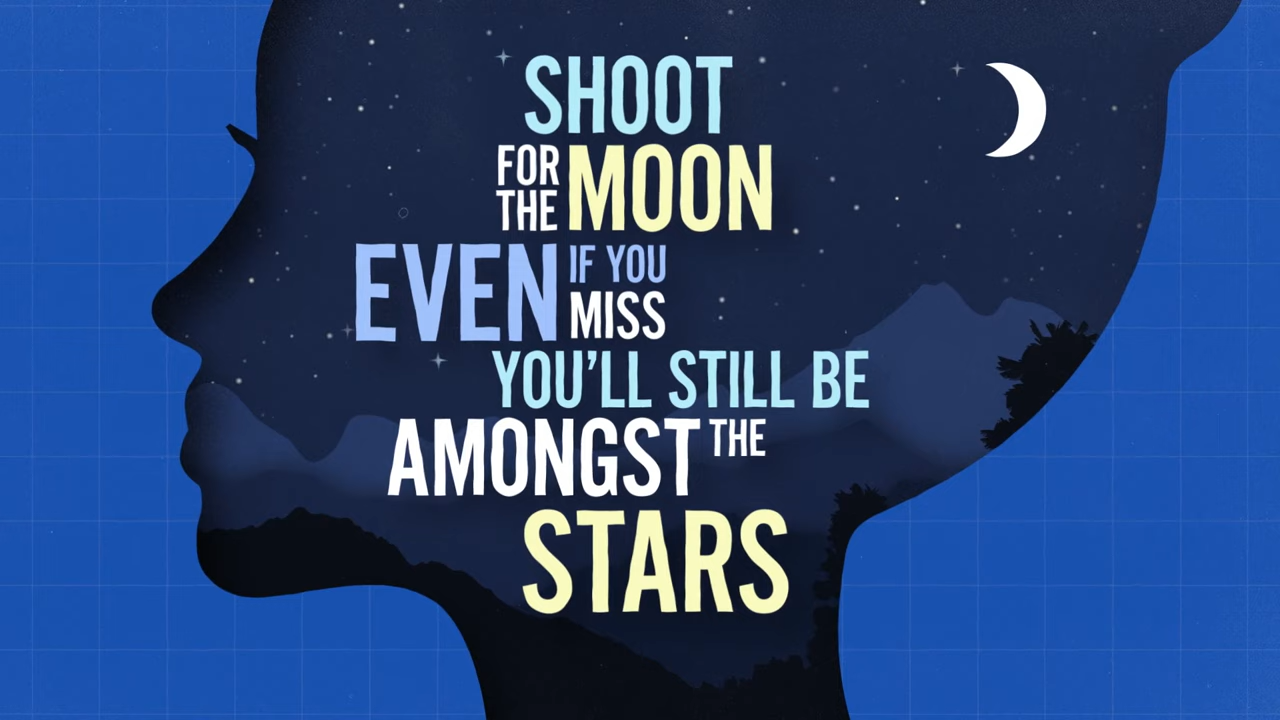 SHOOT
FOR THE MOON
EVEN IF YOU MISS
YOU'LL STILL BE
AMONGST THE
STARS